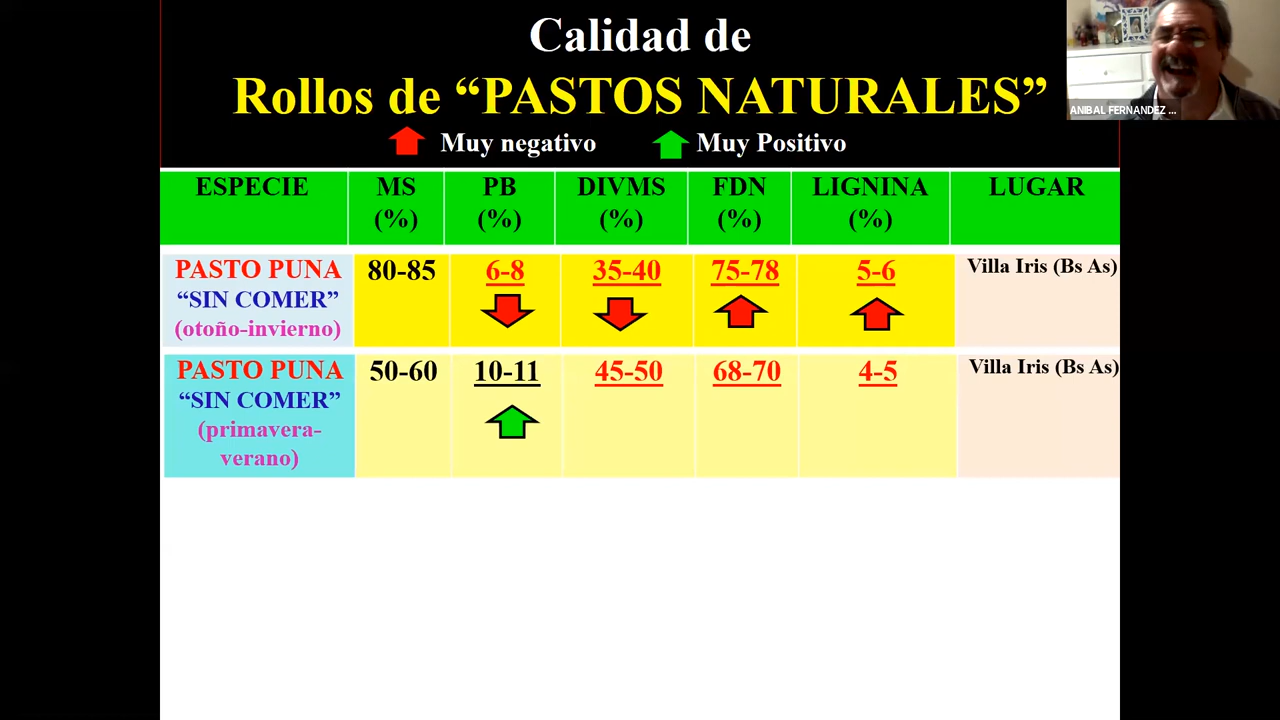 Calidad de
Rollos de “PASTOS NATURALES”
Muy negativo Muy Positivo
ANIBAL FERNANDEZ ...
ESPECIE MS (%) PB (%) DIVMS (%) FDN (%) LIGNINA (%) LUGAR
PASTO PUNA 80-85 6-8 35-40 75-78 5-6 Villa Iris (Bs As)
“SIN COMER”
(otoño-invierno)
PASTO PUNA 50-60 10-11 45-50 68-70 4-5 Villa Iris (Bs As)
“SIN COMER”
(primavera-
verano)